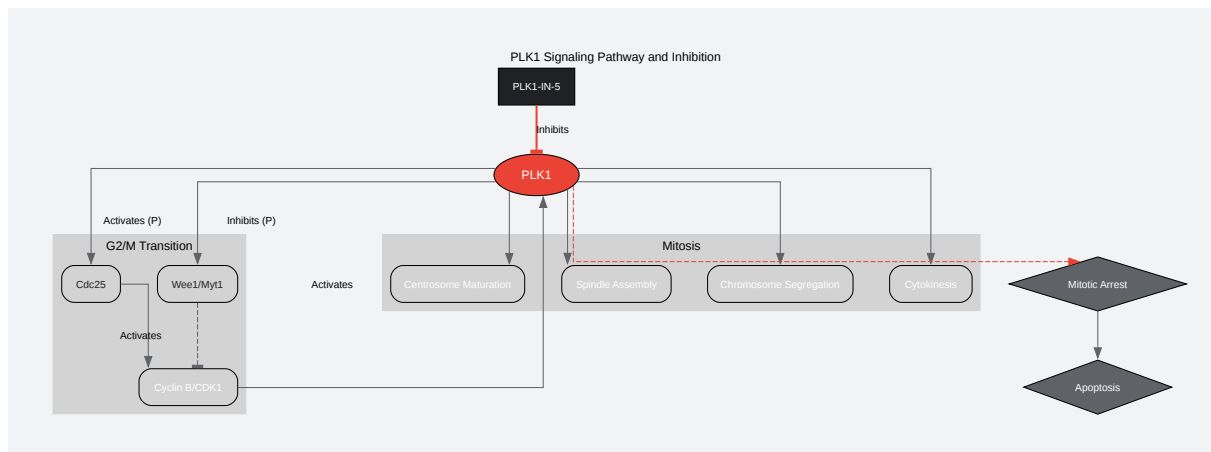 PLK1 Signaling Pathway and Inhibition
PLK1-IN-5
Inhibits
PLK1
Activates (P)
Inhibits (P)
G2/M Transition
Mitosis
Cdc25
Wee1/Myt1
Activates
Centrosome Maturation
Spindle Assembly
Chromosome Segregation
Cytokinesis
Mitotic Arrest
Activates
Cyclin B/CDK1
Apoptosis